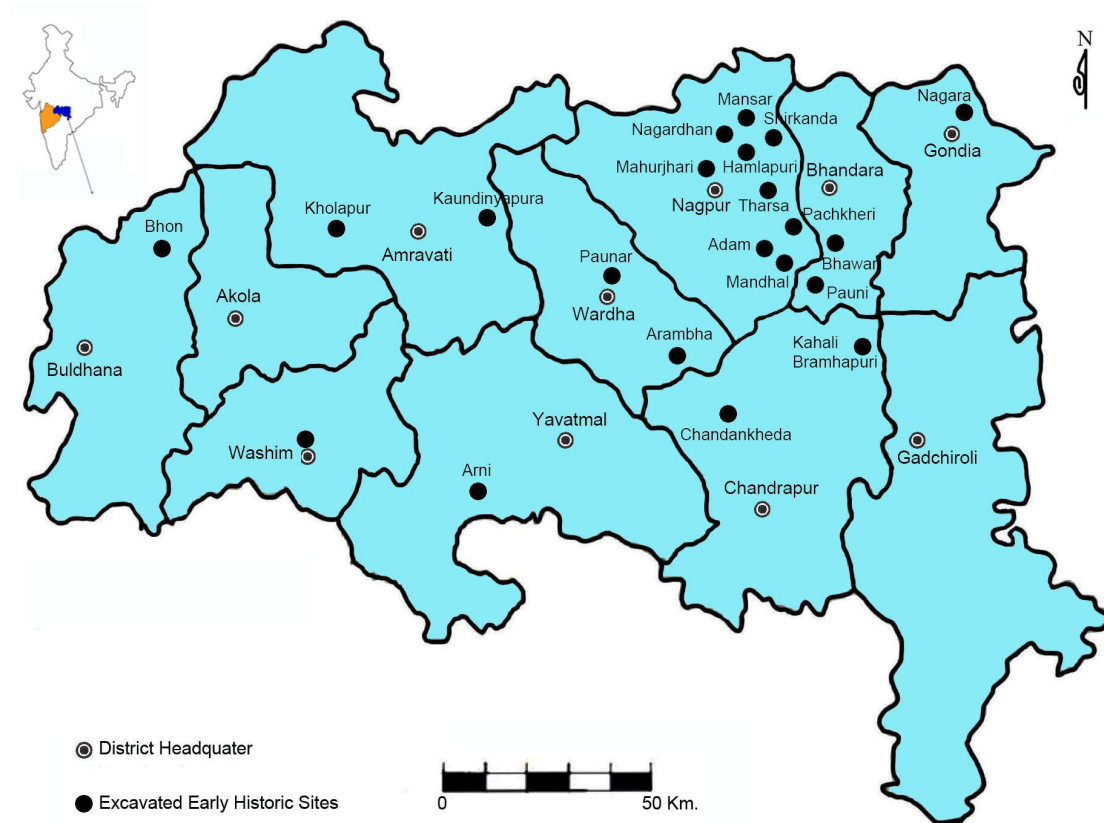 N
Mansar
Shirkanda
Nagardhan
Hamlapuri
Mahurjhari
Nagpur
Tharsa
Nagara
Gondia
Bhandara
Pachkheri
Kaundinyapura
Kholapur
Amravati
Bhon
Adam
Bhawar
Mandhal
Pauni
Paunar
Wardha
Akola
Arambha
Kahali
Bramhapuri
Buldhana
Yavatmal
Chandankheda
Washim
Gadchiroli
Arni
Chandrapur
District Headquater
Excavated Early Historic Sites
0
50 Km.